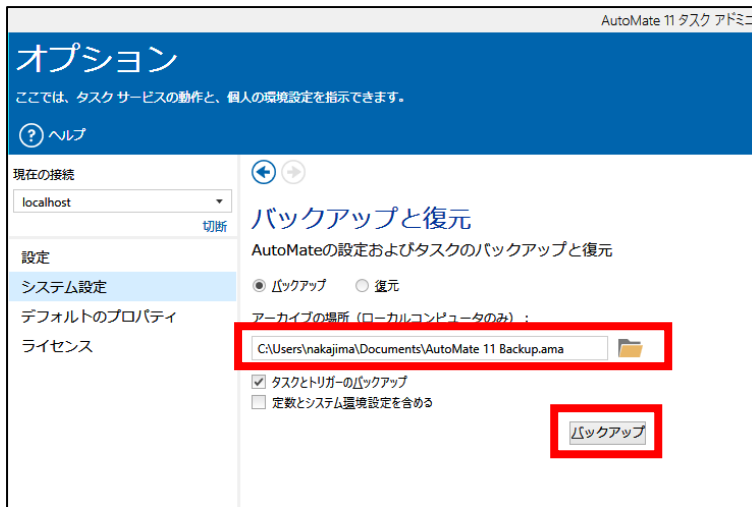 AutoMate 11 タスク アドミニ
オプション
ここでは、タスク サービスの動作と、個人の環境設定を指示できます。
? ヘルプ
現在の接続
localhost
切断
設定
システム設定
デフォルトのプロパティ
ライセンス
バックアップと復元
AutoMateの設定およびタスクのバックアップと復元
バックアップ 復元
アーカイブの場所（ローカルコンピュータのみ）:
C:\Users\nakajima\Documents\AutoMate 11 Backup.ama
タスクとトリガーのバックアップ
定数とシステム環境設定を含める
バックアップ